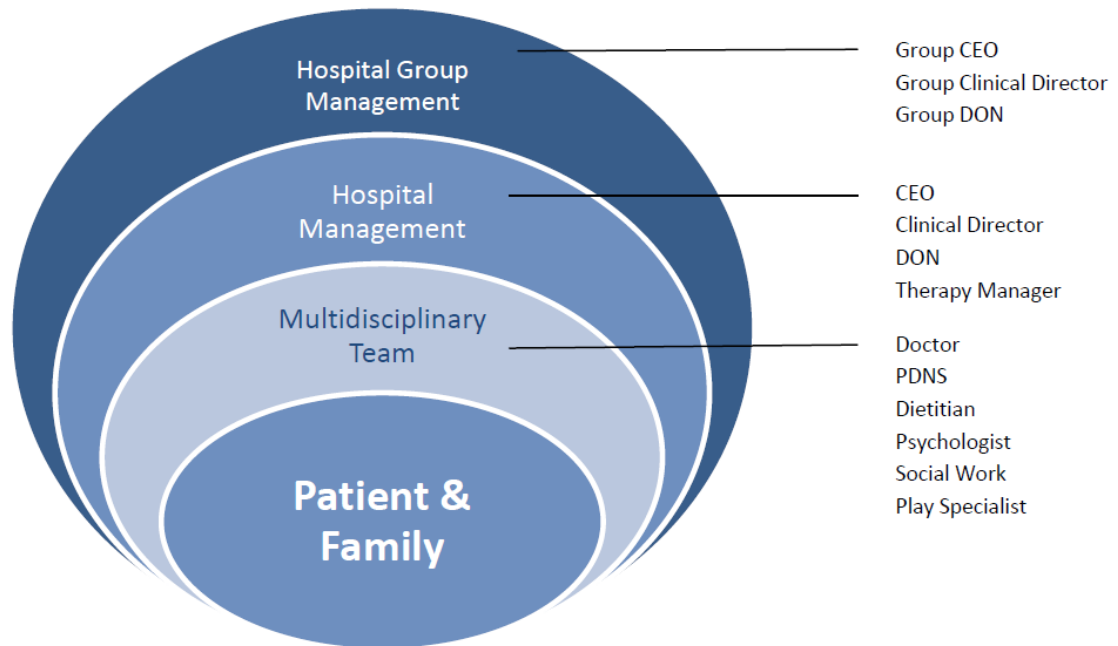 Hospital Group
Management
Group CEO
Group Clinical Director
Group DON
Hospital
Management
CEO
Clinical Director
DON
Therapy Manager
Multidisciplinary
Team
Doctor
PDNS
Dietitian
Psychologist
Social Work
Play Specialist
Patient &
Family